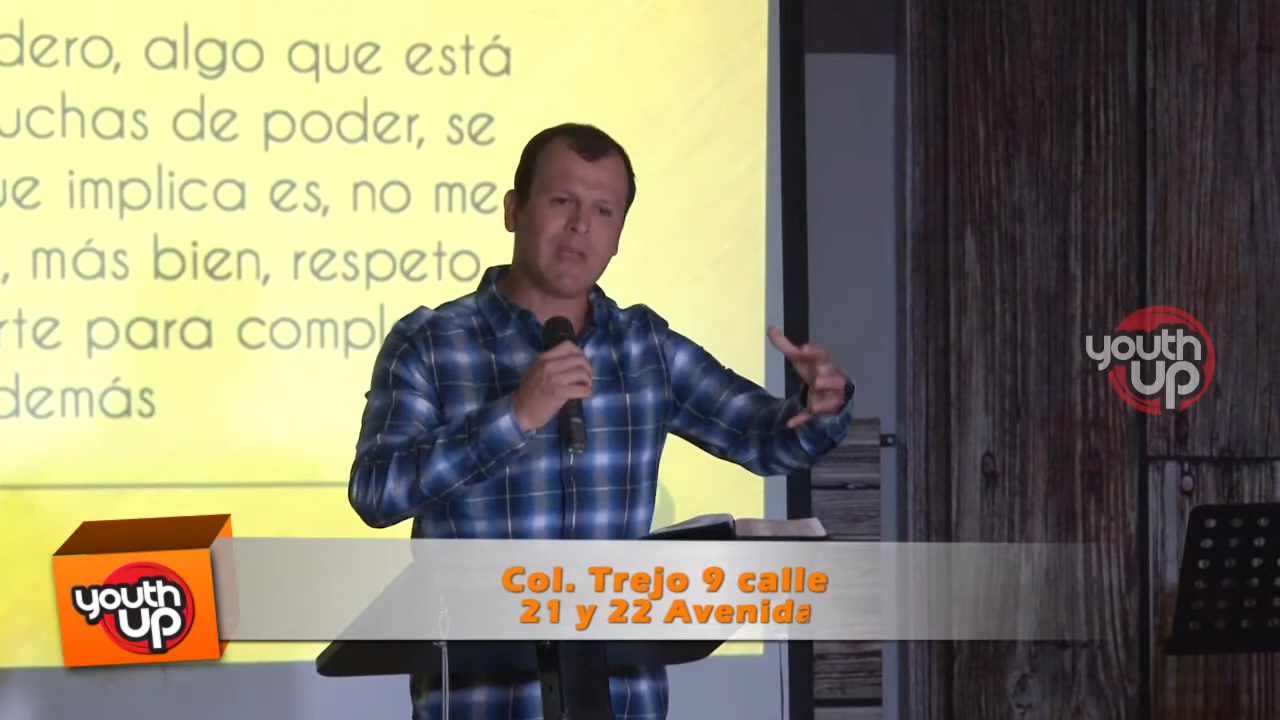 dero, algo que está
uchas de poder, se
ue implica es, no me
, más bien, respeto
rte para compl
demás
youth
UP
youth
UP
Col. Trejo 9 calle
21 y 22 Avenida